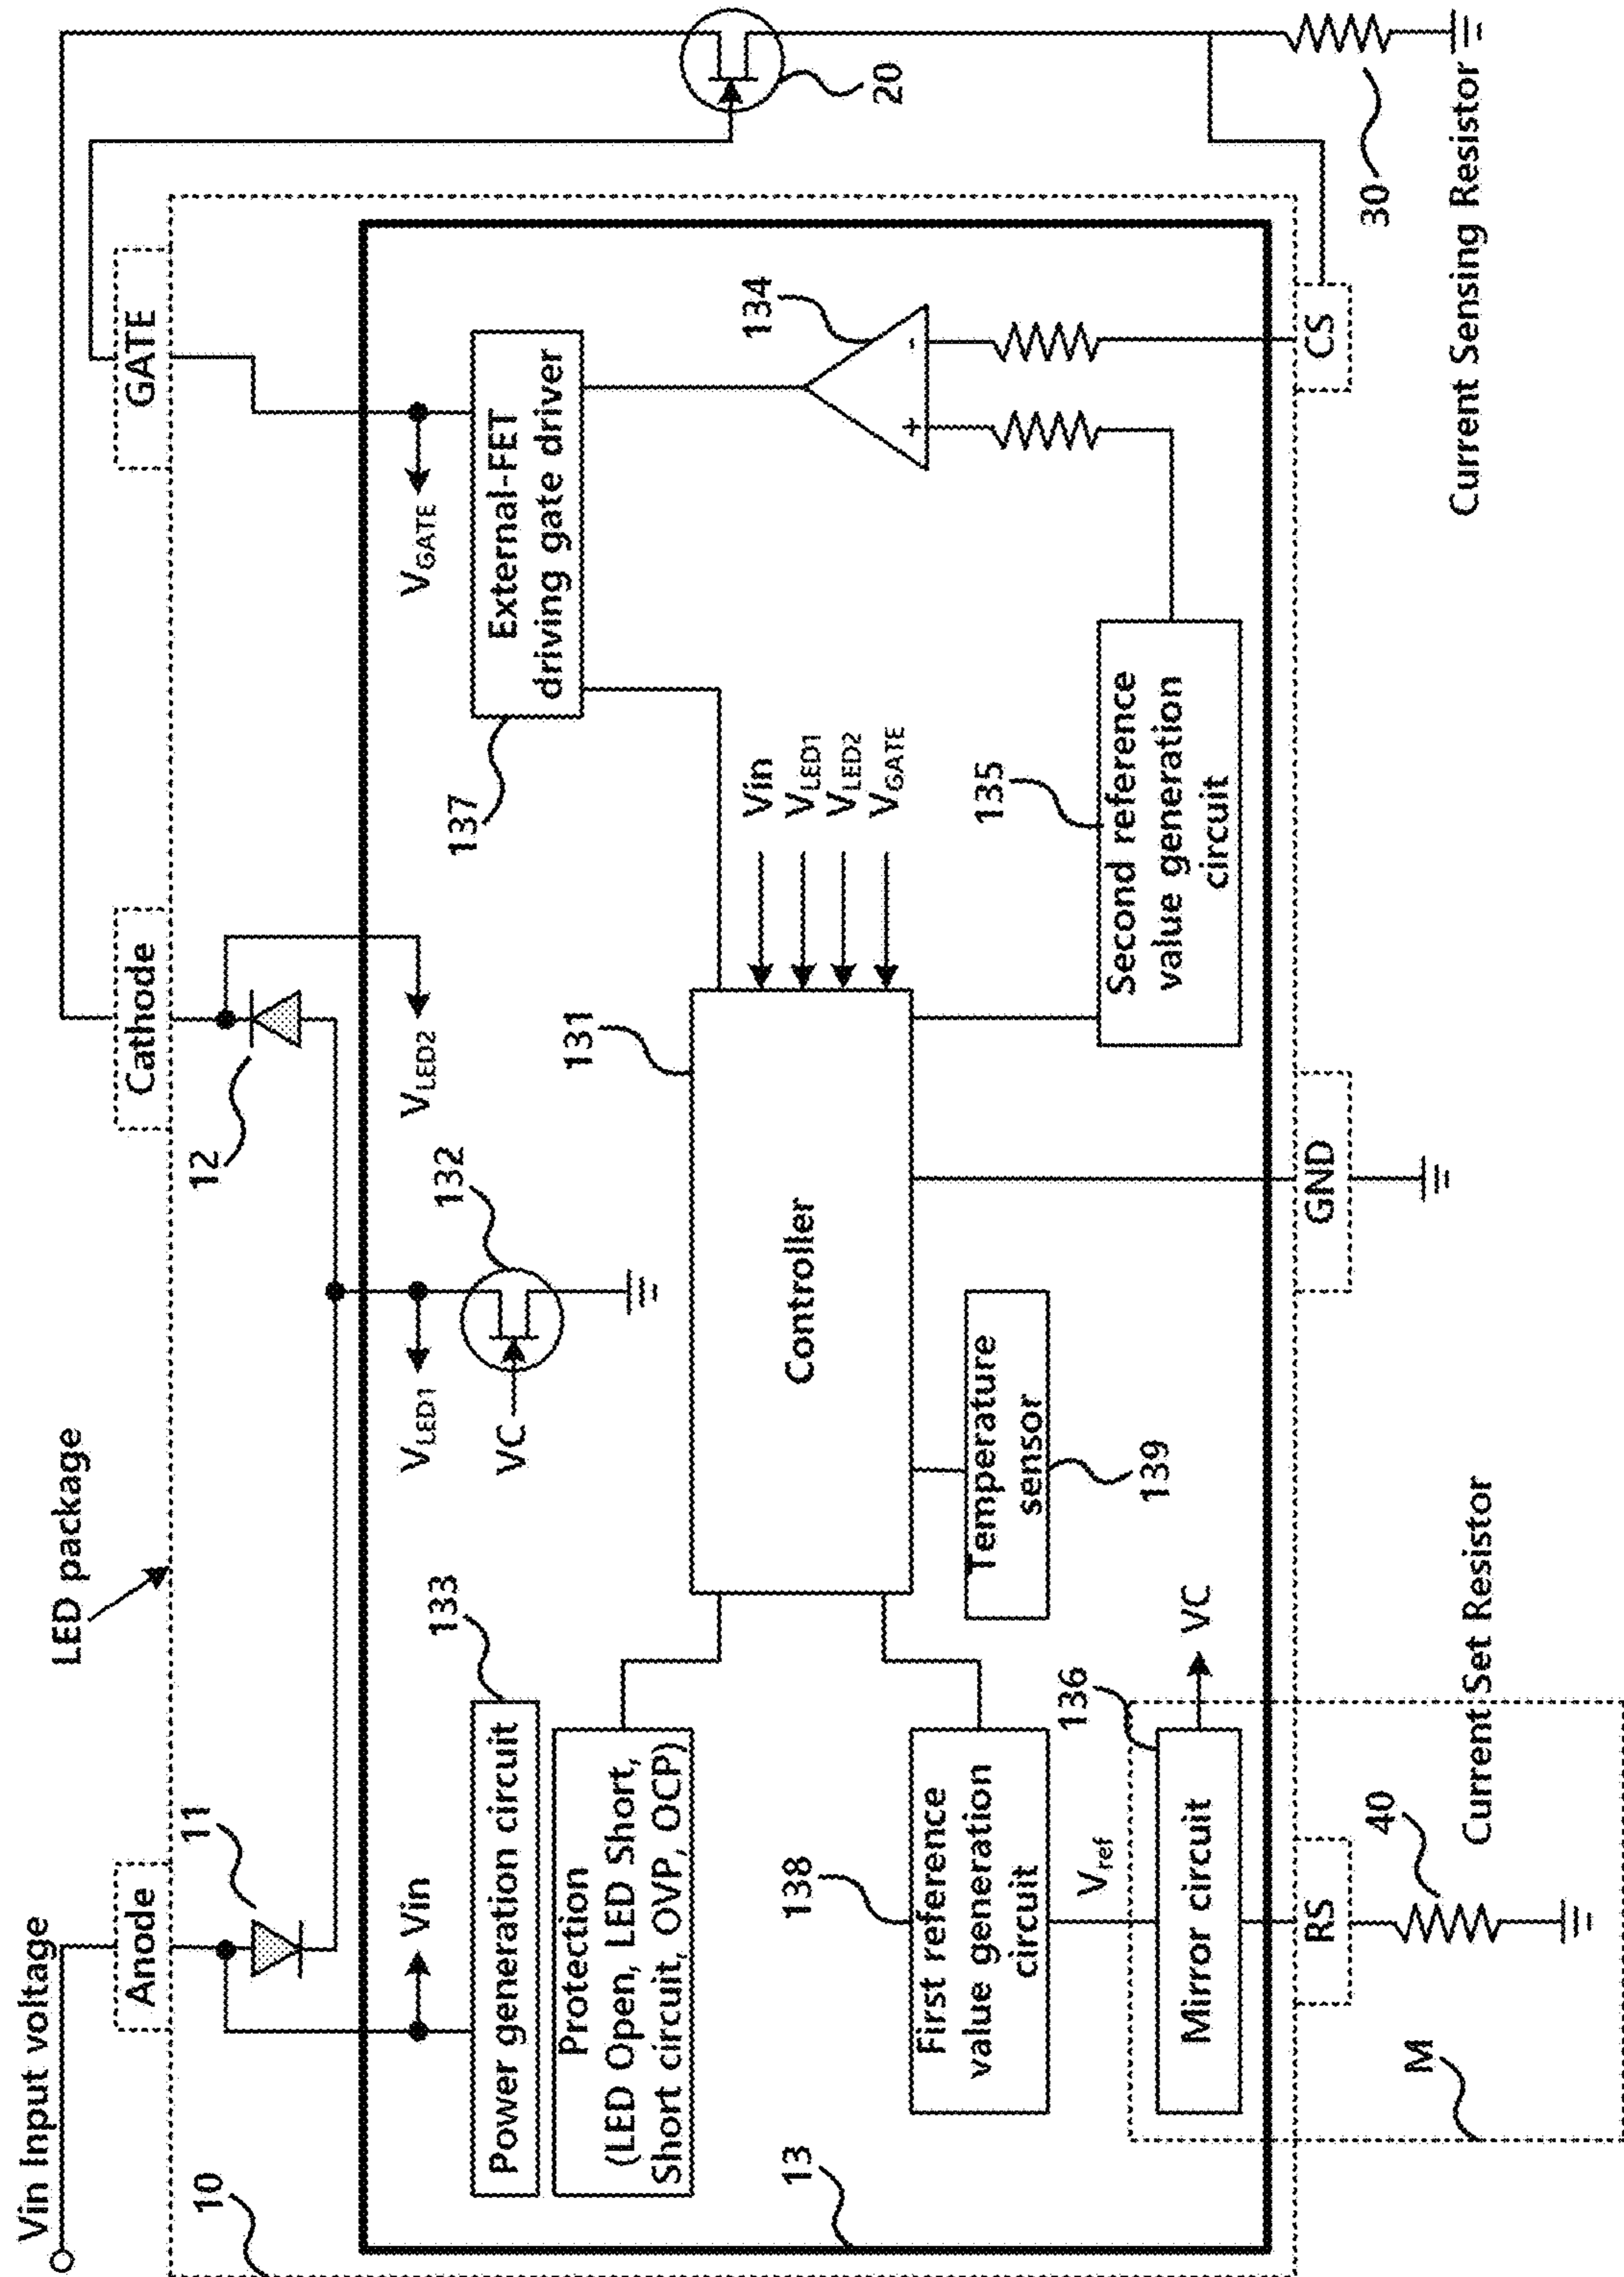 Vin Input voltage
LED package
10
Anode
Cathode
GATE
11
12
20
Vin
133
Power generation circuit
Protection
(LED Open, LED Short,
Short circuit, OVP, OCP)
VLED1
VC
132
VLED2
VGATE
External-FET
driving gate driver
137
134
+
-
131
Controller
Vin
VLED1
VLED2
VGATE
138
First reference
value generation
circuit
Temperature
sensor
139
135
Second reference
value generation
circuit
Vref
136
Mirror circuit
VC
13
RS
GND
CS
M
40
Current Set Resistor
30
Current Sensing Resistor